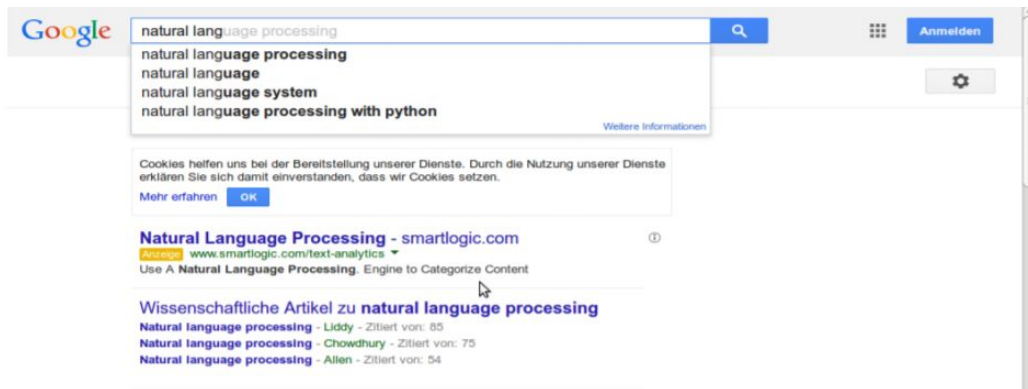 Google natural language processing Anmelden
natural language processing
natural language
natural language system
natural language processing with python
Weitere Informationen
Cookies helfen uns bei der Bereitstellung unserer Dienste. Durch die Nutzung unserer Dienste
erklären Sie sich damit einverstanden, dass wir Cookies setzen.
Mehr erfahren OK
Natural Language Processing - smartlogic.com
Anzeige www.smartlogic.com/text-analytics
Use A Natural Language Processing. Engine to Categorize Content
Wissenschaftliche Artikel zu natural language processing
Natural language processing - Liddy - Zitiert von: 85
Natural language processing - Chowdhury - Zitiert von: 75
Natural language processing - Allen - Zitiert von: 54